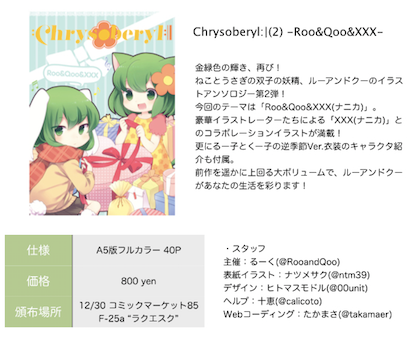 :Chrysoberyl:|
Roo&Qoo&XXX
Chrysoberyl:|(2) -Roo&Qoo&XXX-
金緑色の輝き、再び！
ねことうさぎの双子の妖精、ルーアンドクーのイラス
トアンソロジー第2弾！
今回のテーマは「Roo&Qoo&XXX(ナニカ)」。
豪華イラストレーターたちによる「XXX(ナニカ)」と
のコラボレーションイラストが満載！
更にるー子とくー子の逆季節Ver.衣装のキャラクタ紹
介も付属。
前作を遥かに上回る大ボリュームで、ルーアンドクー
があなたの生活を彩ります！
仕様 A5版フルカラー 40P
価格 800 yen
頒布場所 12/30 コミックマーケット85
F-25a “ラクエスク”
・スタッフ
主催：るーく(@RooandQoo)
表紙イラスト：ナツメサク(@ntm39)
デザイン：ヒトマスモドル(@00unit)
ヘルプ：十恵(@calicoto)
Webコーディング：たかまさ(@takamaer)